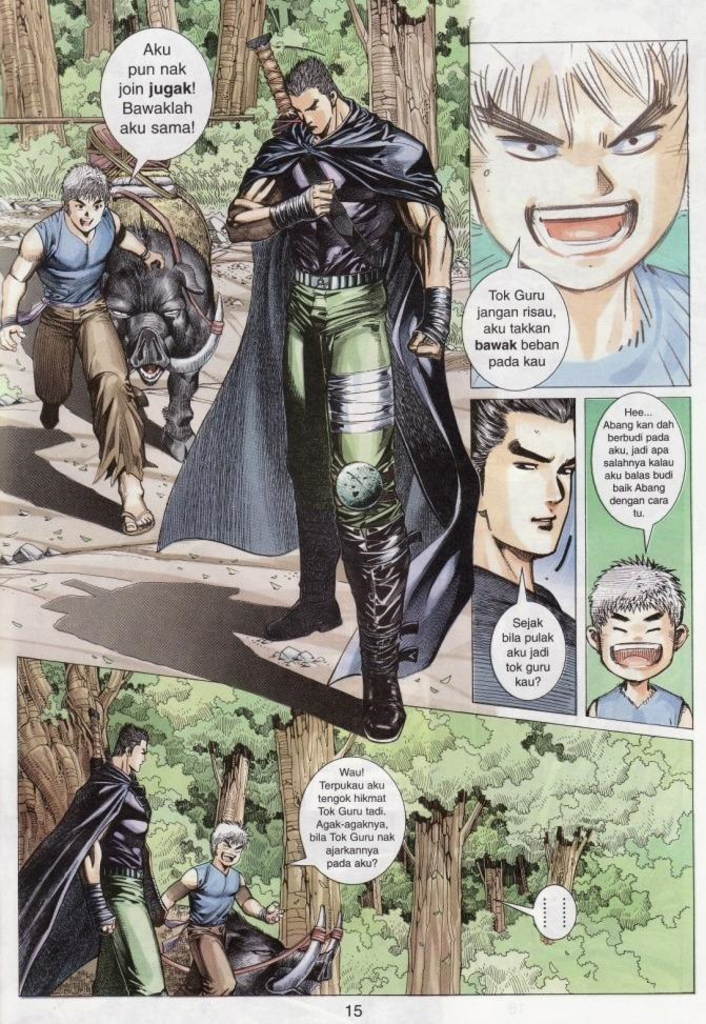 Aku
pun nak
join jugak!
Bawaklah
aku sama!
Tok Guru
jangan risau,
aku takkan
bawak beban
pada kau
Sejak
bila pulak
aku jadi
tok guru
kau?
Hee...
Abang kan dah
berbudi pada
aku, jadi apa
salahnya kalau
aku balas budi
baik Abang
dengan cara
tu.
Wau!
Terpukau aku
tengok hikmat
Tok Guru tadi.
Agak-agaknya,
bila Tok Guru nak
ajarkannya
pada aku?
15